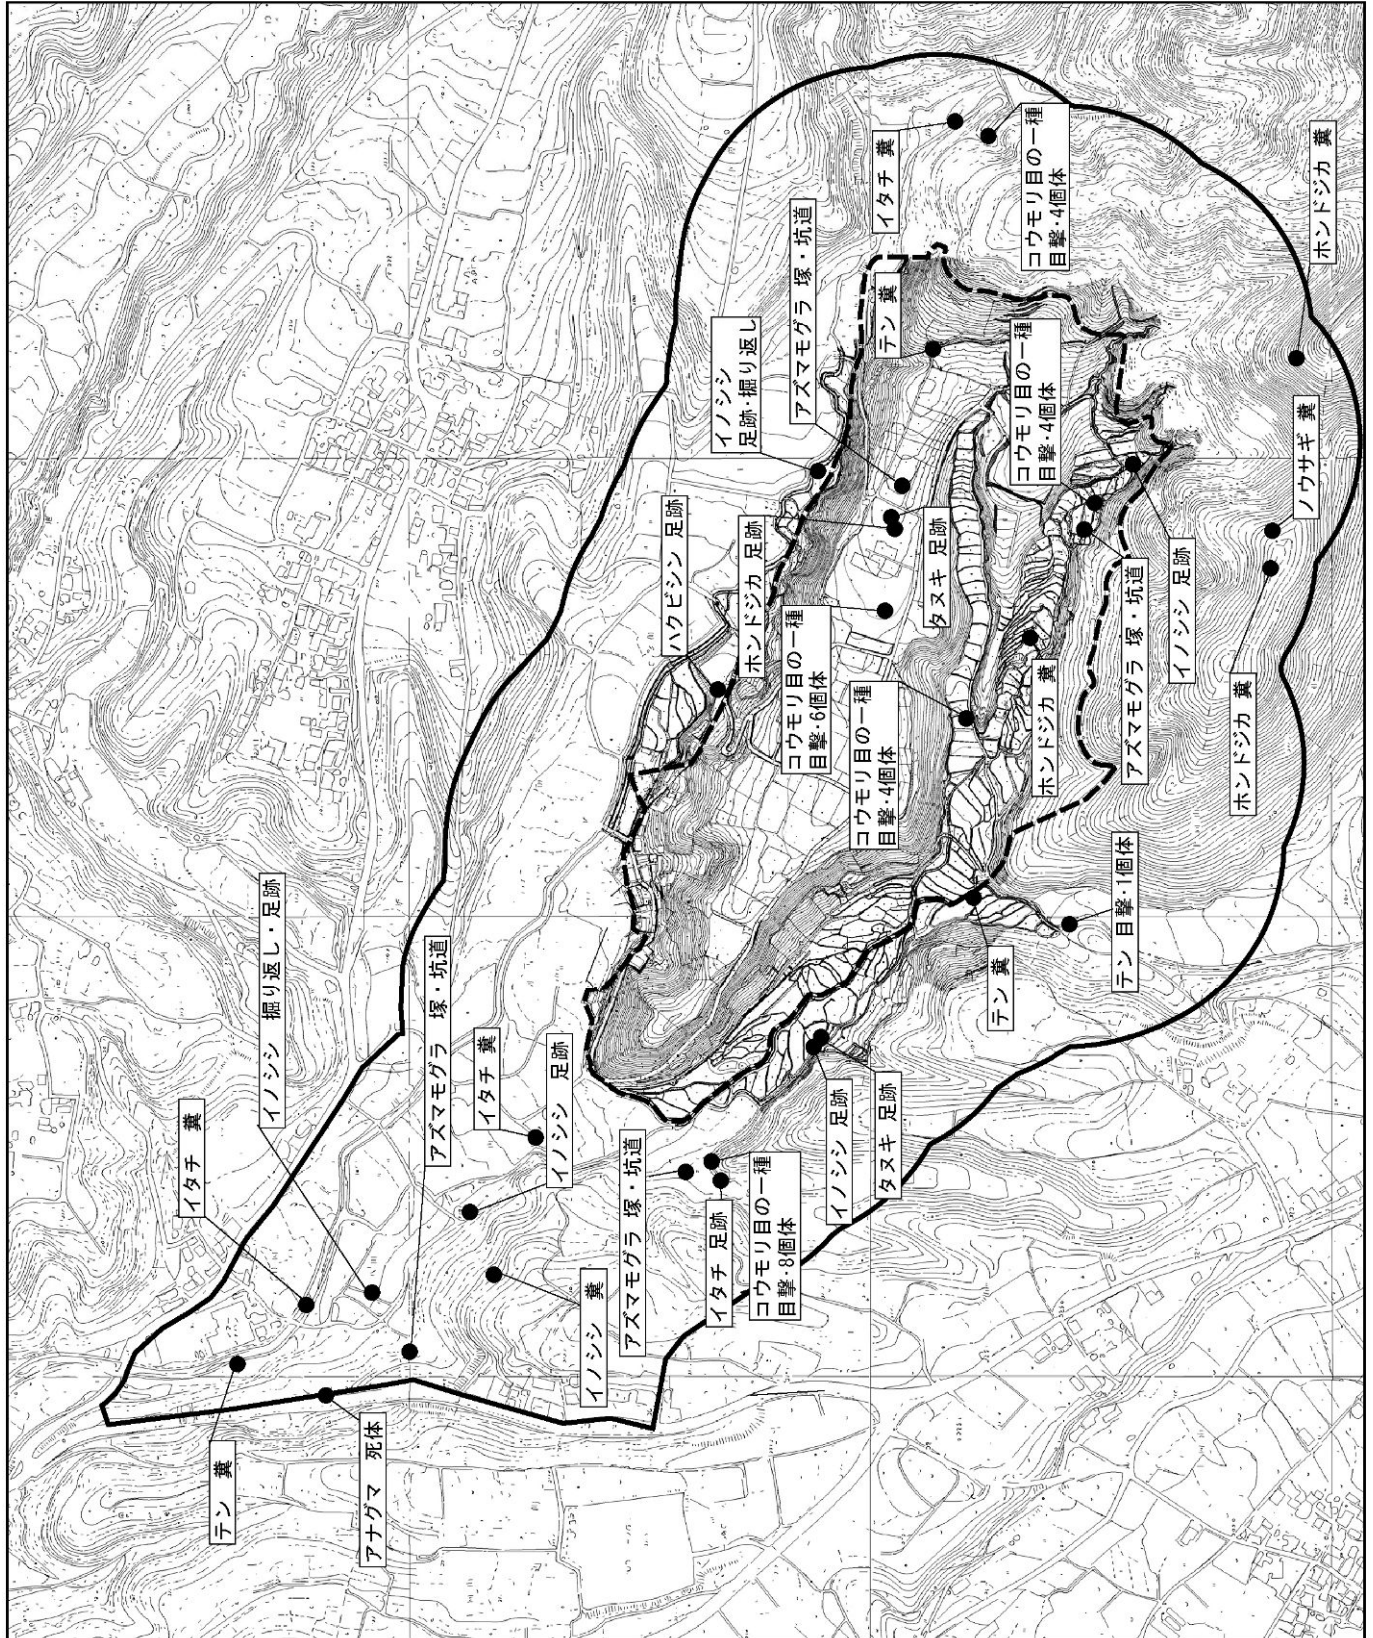 テン 糞
アナグマ 死体
イタチ 糞
イノシシ 掘り返し・足跡
アズマモグラ 塚・坑道
イタチ 糞
イノシシ 足跡
イノシシ 糞
アズマモグラ 塚・坑道
イタチ 足跡
コウモリ目の一種
目撃・8個体
イノシシ 足跡
タヌキ 足跡
テン 糞
テン 目撃・1個体
ハクビシン 足跡
ホンドジカ 足跡
コウモリ目の一種
目撃・6個体
コウモリ目の一種
目撃・4個体
イノシシ
足跡・掘り返し
アズマモグラ 塚・坑道
テン 糞
タヌキ 足跡
イタチ 糞
コウモリ目の一種
目撃・4個体
コウモリ目の一種
目撃・4個体
ホンドジカ 糞
アズマモグラ 塚・坑道
イノシシ 足跡
ホンドジカ 糞
ノウサギ 糞
ホンドジカ 糞